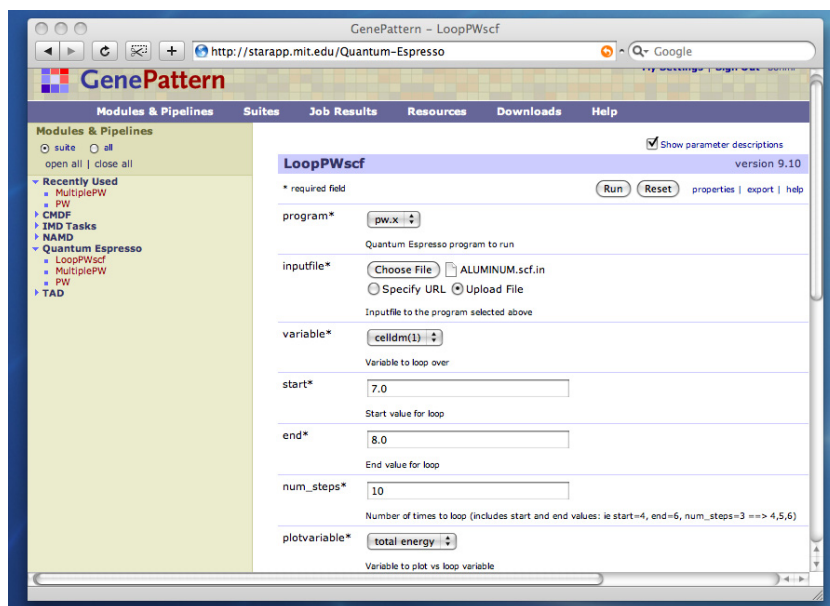 GenePattern – LoopPWscf
http://starapp.mit.edu/Quantum-Espresso
Google
GenePattern
Modules & Pipelines Suites Job Results Resources Downloads Help
Modules & Pipelines
suite all
open all | close all
Recently Used
MultiplePW
PW
CMDF
IMD Tasks
NAMD
Quantum Espresso
LoopPWscf
MultiplePW
PW
TAD
Show parameter descriptions
LoopPWscf version 9.10
* required field Run Reset properties | export | help
program* pw.x
Quantum Espresso program to run
inputfile* Choose File ALUMINUM.scf.in
Specify URL Upload File
Inputfile to the program selected above
variable* celldm(1)
Variable to loop over
start* 7.0
Start value for loop
end* 8.0
End value for loop
num_steps* 10
Number of times to loop (includes start and end values: ie start=4, end=6, num_steps=3 ==> 4,5,6)
plotvariable* total energy
Variable to plot vs loop variable